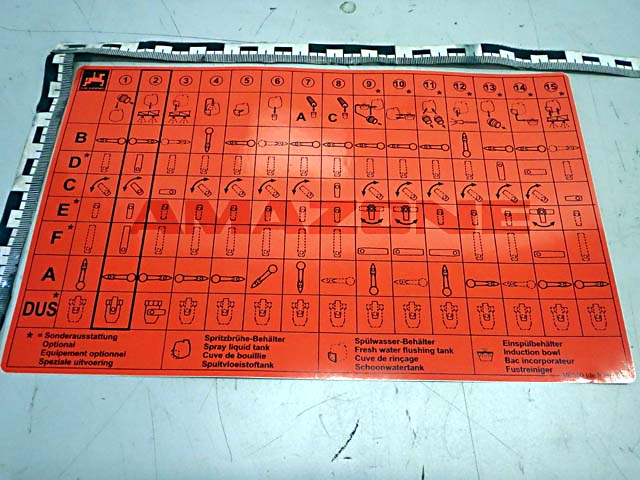 1 2 3 4 5 6 7 8 9* 10* 11* 12* 13* 14* 15*
A C
B
D*
C
E*
AMAZONE
F*
A
DUS*
* = Sonderausstattung
Optional
Equipement optionnel
Speziale uitvoering
Spritzbrühe-Behälter
Spray liquid tank
Cuve de bouillie
Spuitvloeistoftank
Spülwasser-Behälter
Fresh water flushing tank
Cuve de rinçage
Schoonwatertank
Einspülbehälter
Induction bowl
Bac incorporateur
Fustreiniger